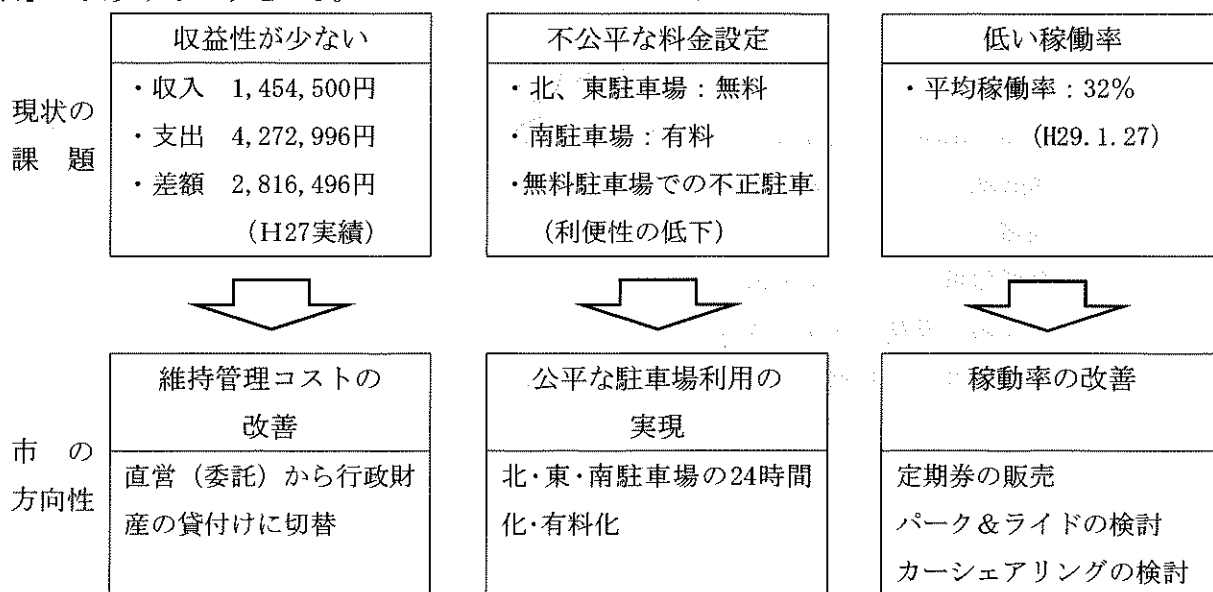 収益性が少ない
・収入 1,454,500円
・支出 4,272,996円
・差額 2,816,496円
(H27実績)
不公平な料金設定
・北、東駐車場：無料
・南駐車場：有料
・無料駐車場での不正駐車
(利便性の低下)
低い稼働率
・平均稼働率：32%
(H29.1.27)
現状の
課　題
維持管理コストの
改善
直営（委託）から行政財
産の貸付けに切替
公平な駐車場利用の
実現
北・東・南駐車場の24時間
化・有料化
稼動率の改善
定期券の販売
パーク＆ライドの検討
カーシェアリングの検討
市　の
方向性